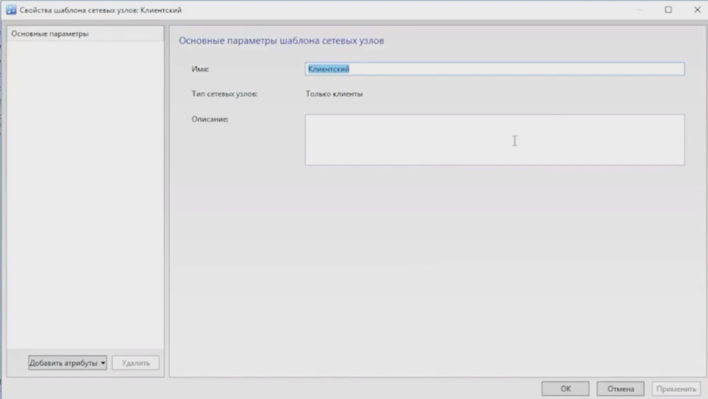 Свойства шаблона сетевых узлов: Клиентский
Основные параметры
Основные параметры шаблона сетевых узлов
Имя: Клиентский
Тип сетевых узлов: Только клиенты
Описание:
Добавить атрибуты Удалить
ОК Отмена Применить